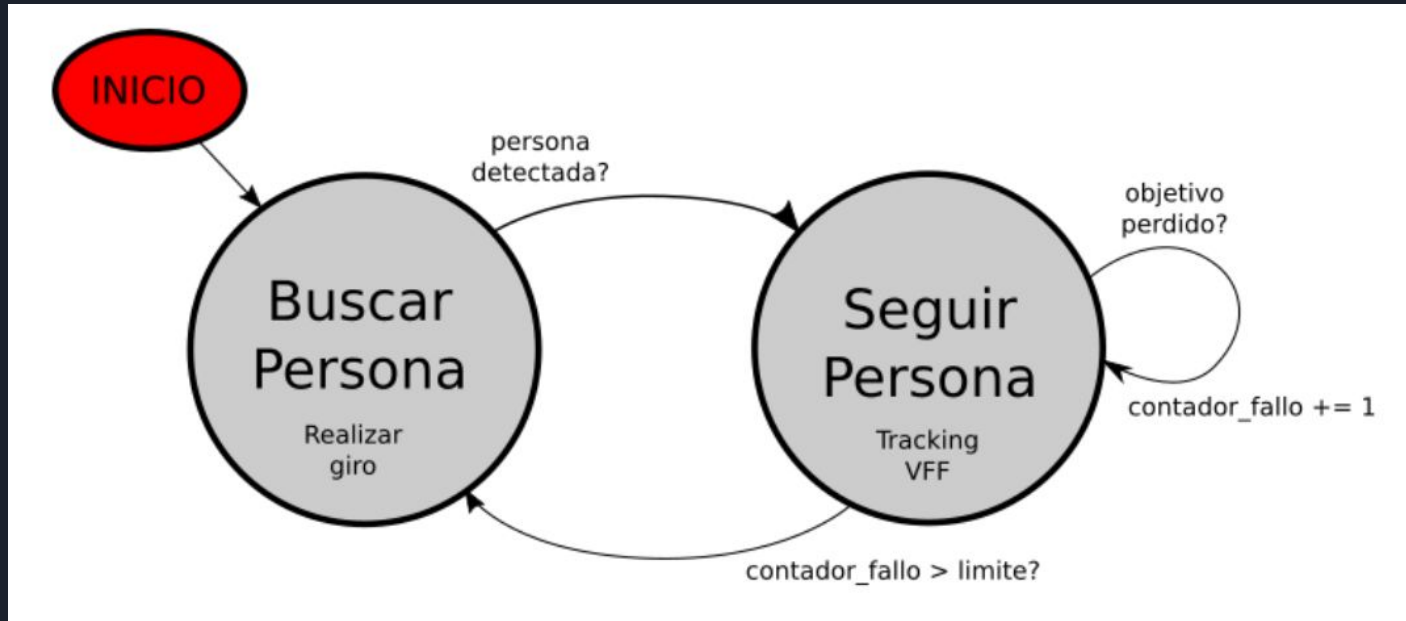 INICIO
persona
detectada?
objetivo
perdido?
Buscar
Persona
Realizar
giro
Seguir
Persona
Tracking
VFF
contador_fallo += 1
contador_fallo > limite?